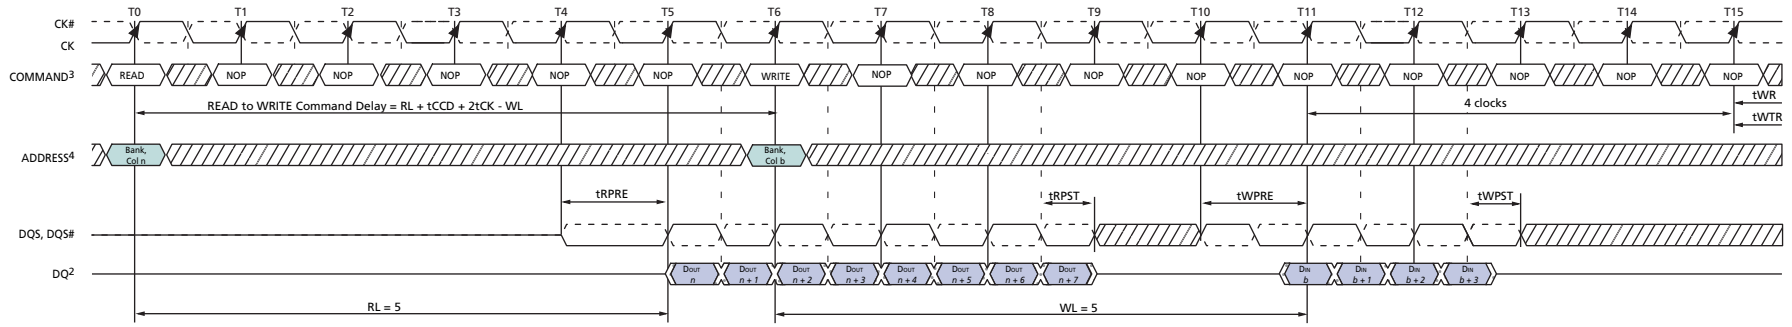 T0 T1 T2 T3 T4 T5 T6 T7 T8 T9 T10 T11 T12 T13 T14 T15
CK#
CK
COMMAND3 READ NOP NOP NOP NOP NOP WRITE NOP NOP NOP NOP NOP NOP NOP NOP NOP
READ to WRITE Command Delay = RL + tCCD + 2tCK - WL
4 clocks
tWR
tWTR
ADDRESS4 Bank, Col n Bank, Col b
tRPRE tRPST tWPRE tWPST
DQS, DQS#
DQ2 DOUT n DOUT n + 1 DOUT n + 2 DOUT n + 3 DOUT n + 4 DOUT n + 5 DOUT n + 6 DOUT n + 7 DIN b DIN b + 1 DIN b + 2 DIN b + 3
RL = 5 WL = 5